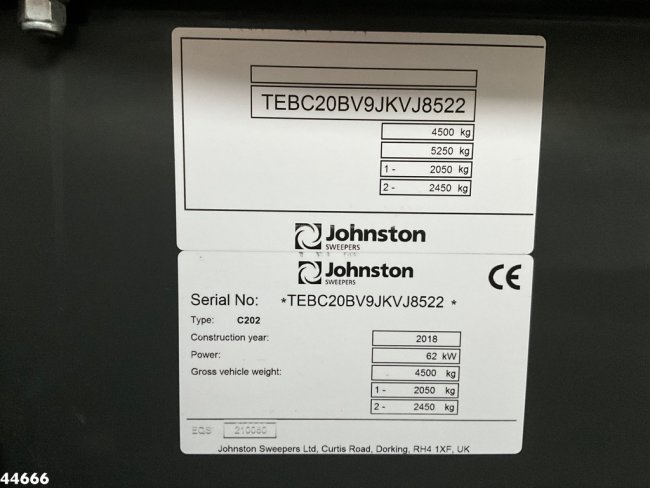 TEBC20BV9JKVJ8522
4500 kg
5250 kg
1 - 2050 kg
2 - 2450 kg
Johnston
SWEEPERS
Johnston
SWEEPERS
CE
Serial No: *TEBC20BV9JKVJ8522 *
Type: C202
Construction year: 2018
Power: 62 kW
Gross vehicle weight: 4500 kg
1 - 2050 kg
2 - 2450 kg
EGS 210060
Johnston Sweepers Ltd, Curtis Road, Dorking, RH4 1XF, UK
44666